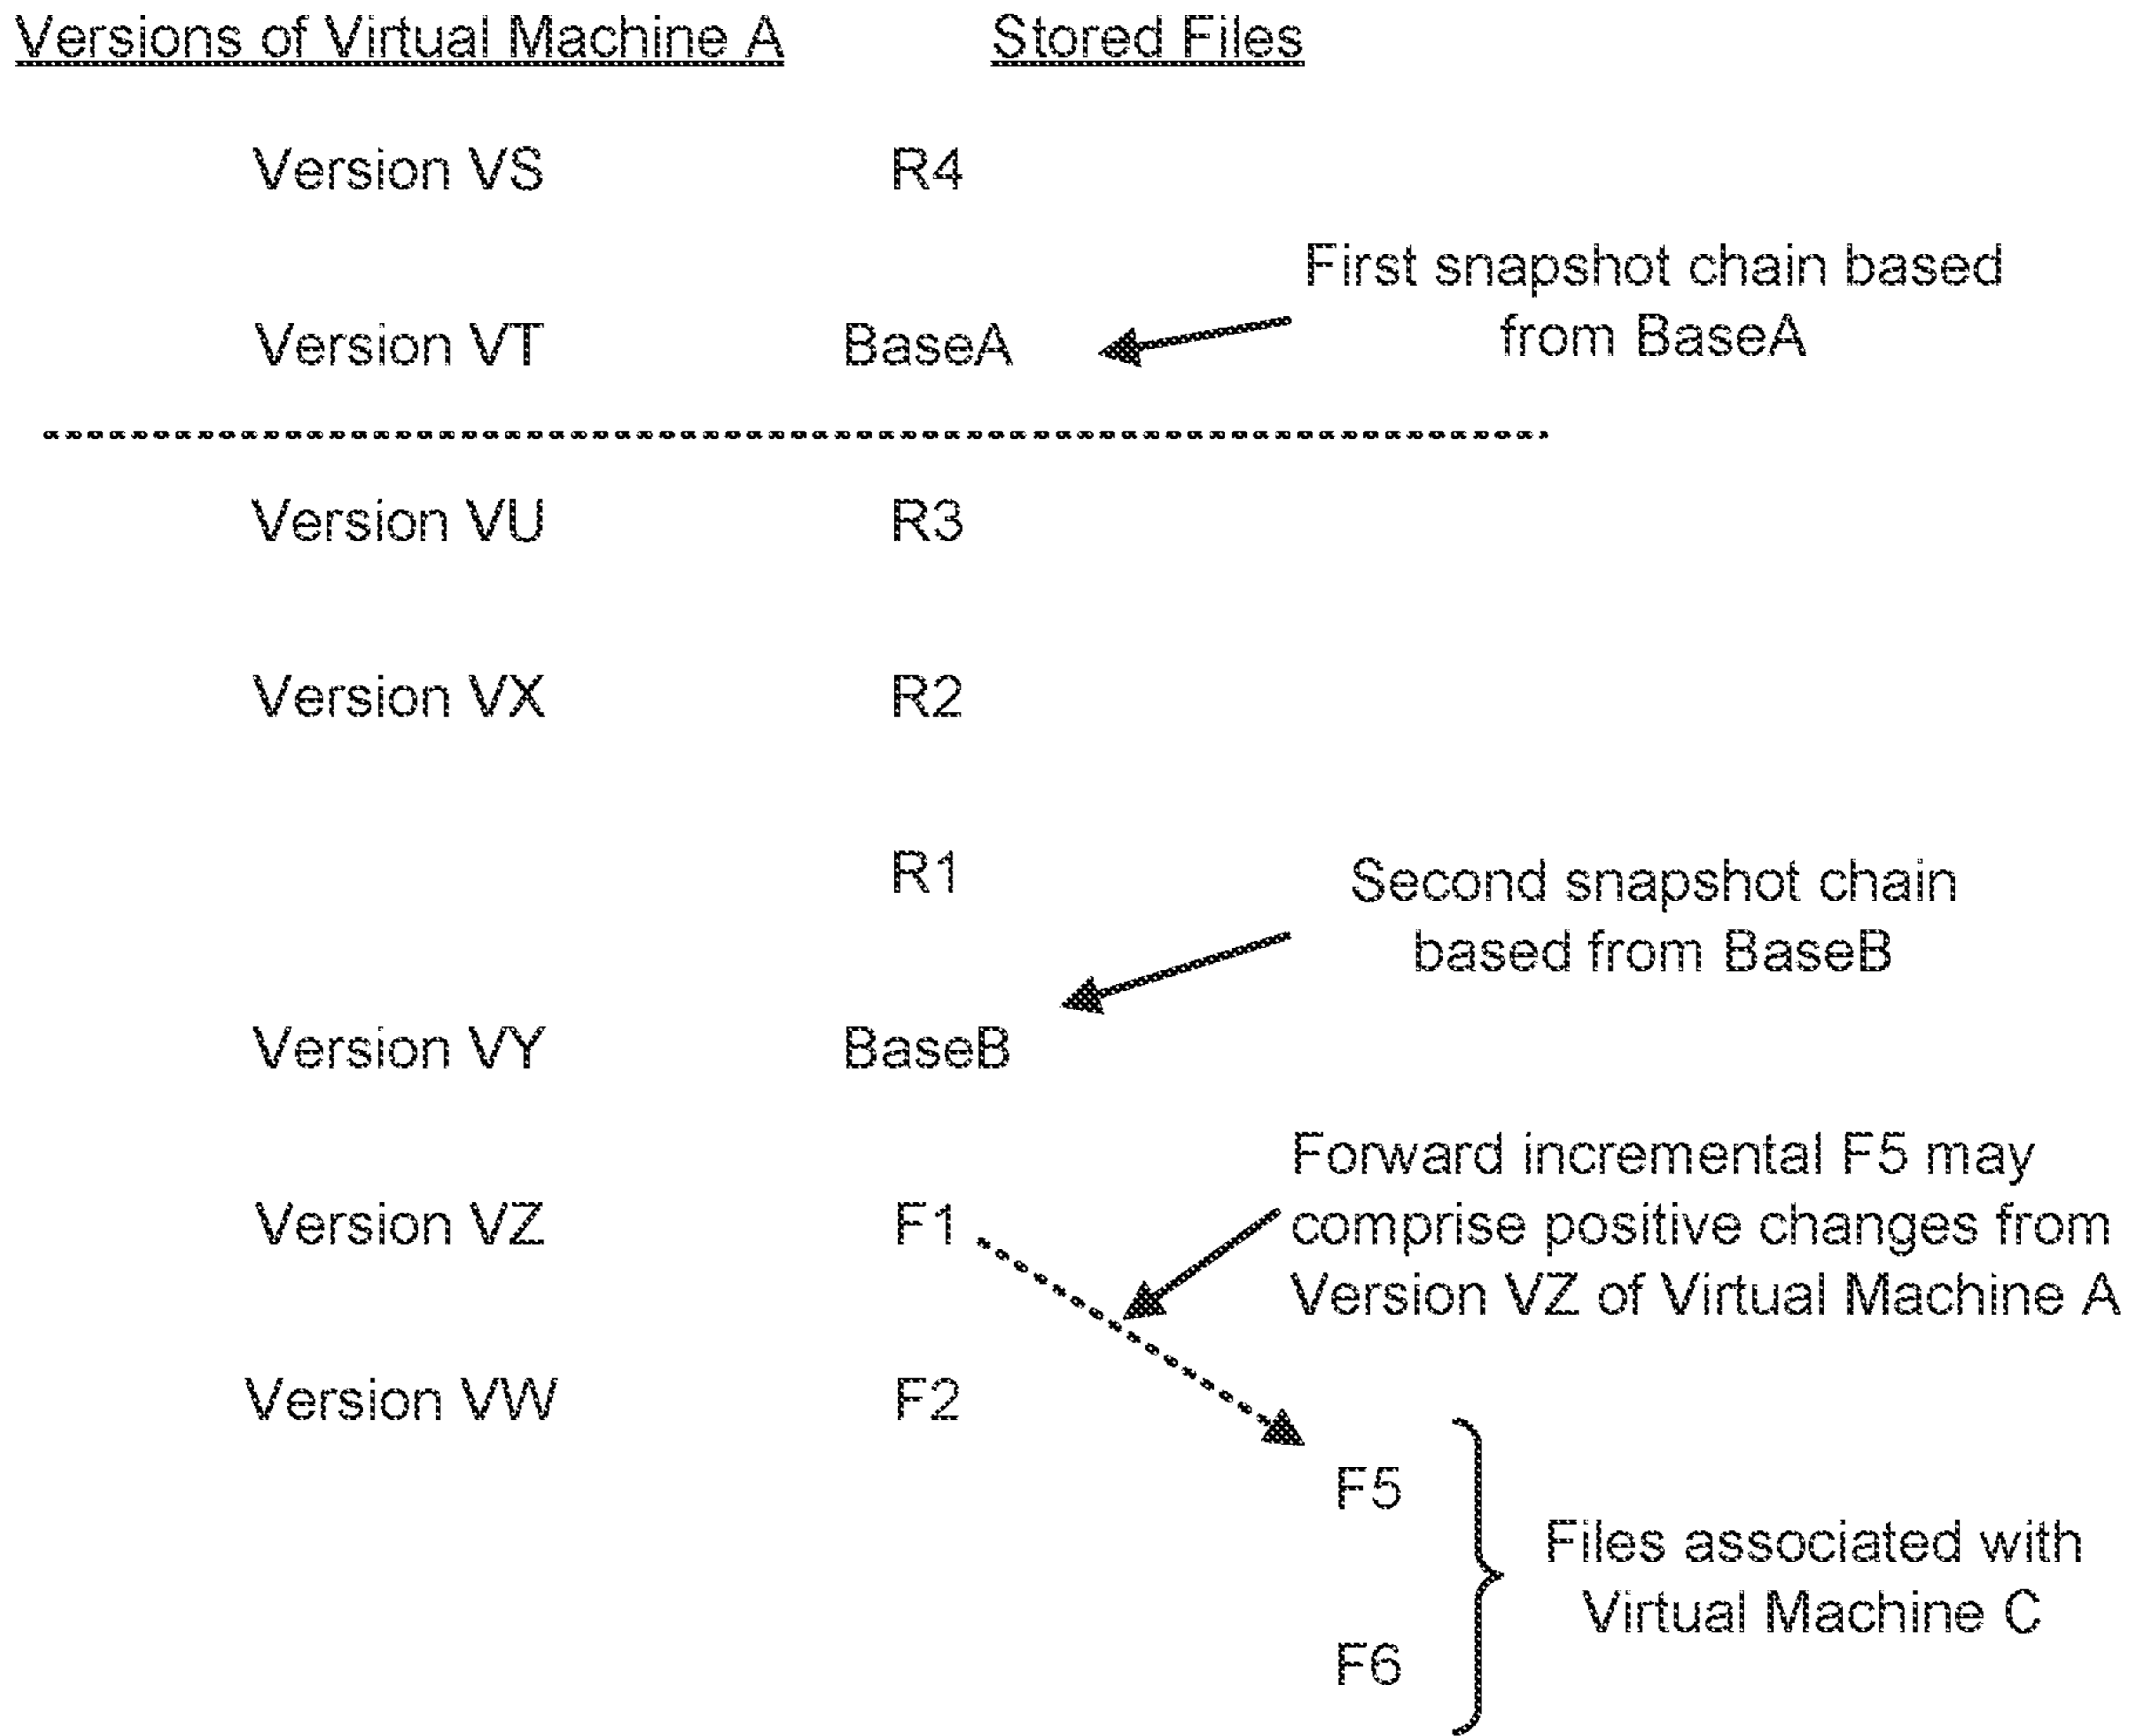 Versions of Virtual Machine A Stored Files
Version VS R4
First snapshot chain based
from BaseA
Version VT BaseA
Version VU R3
Version VX R2
R1
Second snapshot chain
based from BaseB
Version VY BaseB
Forward incremental F5 may
comprise positive changes from
Version VZ of Virtual Machine A
Version VZ F1
Version VW F2
F5
Files associated with
Virtual Machine C
F6